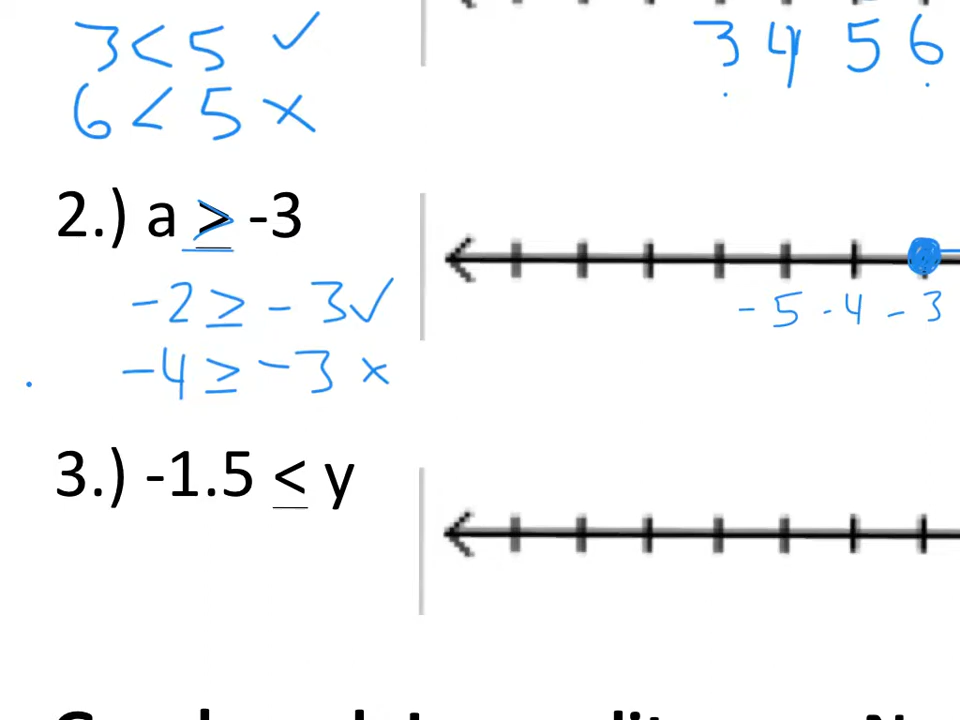 3 < 5 ✓
6 < 5 ×
3 4 5 6
2.) a ≥ -3
-2 ≥ -3 ✓
-4 ≥ -3 ×
-5 -4 -3
3.) -1.5 ≤ y